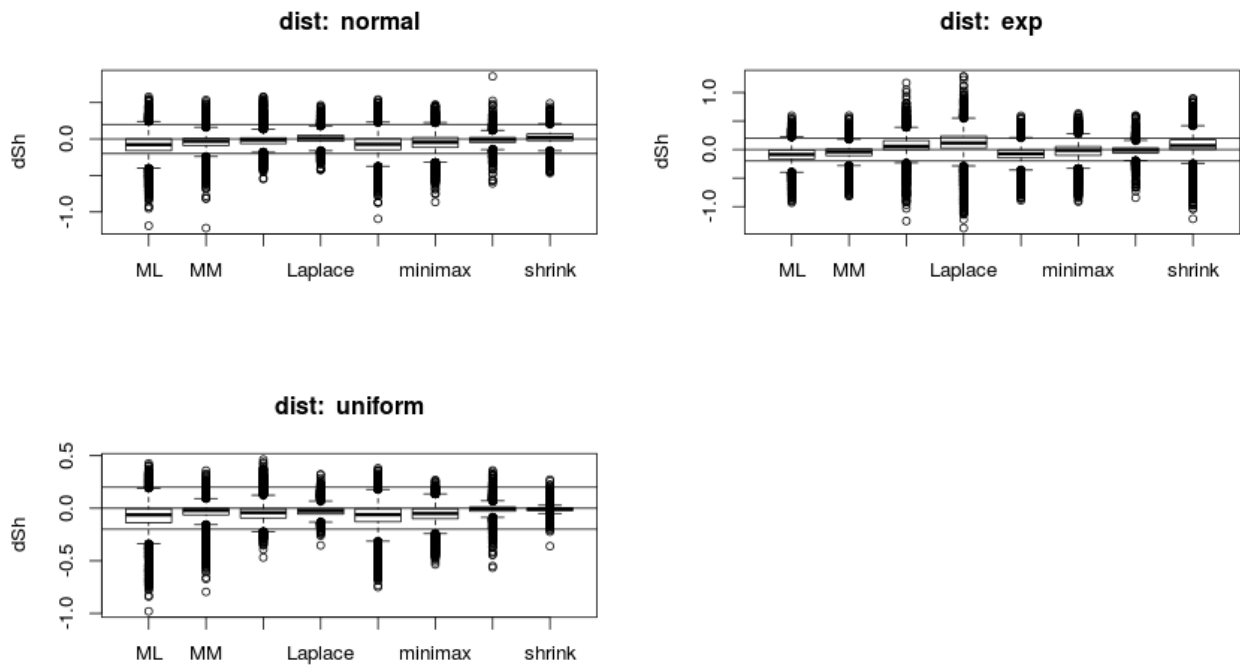 dist: normal
dSh
0.0
-1.0
ML MM Laplace minimax shrink
dist: exp
dSh
1.0
0.0
-1.0
ML MM Laplace minimax shrink
dist: uniform
dSh
0.5
0.0
-0.5
-1.0
ML MM Laplace minimax shrink